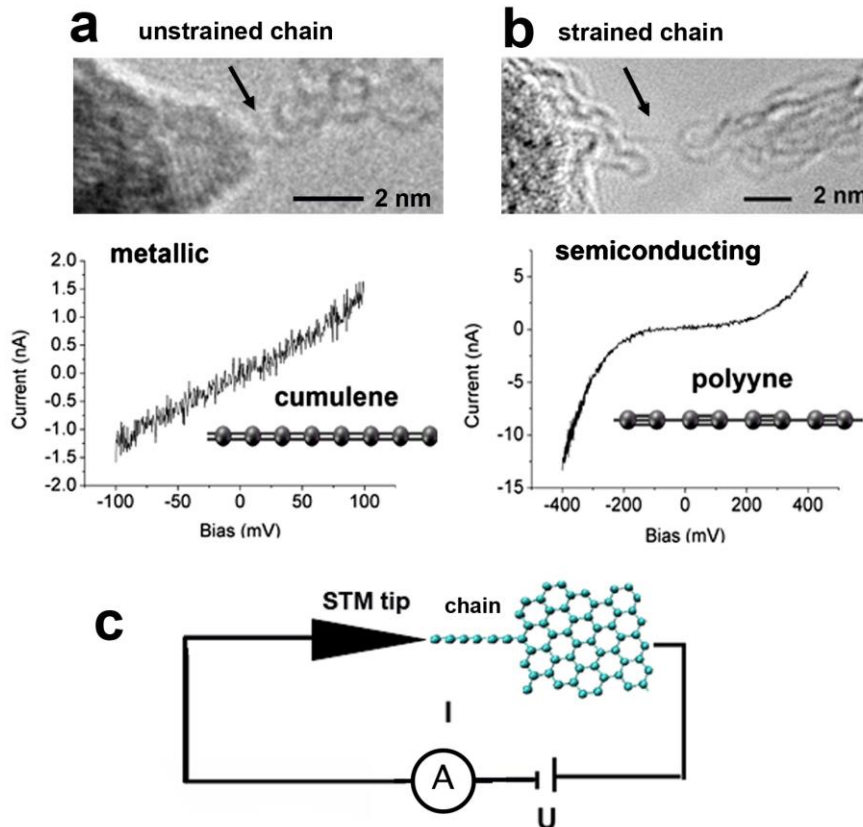 a
unstrained chain
2 nm
b
strained chain
2 nm
metallic
2.0
1.5
1.0
0.5
0.0
-0.5
-1.0
-1.5
-2.0
Current (nA)
cumulene
-100 -50 0 50 100
Bias (mV)
semiconducting
5
0
-5
-10
-15
Current (nA)
polyyne
-400 -200 0 200 400
Bias (mV)
c
STM tip
chain
I
A
U